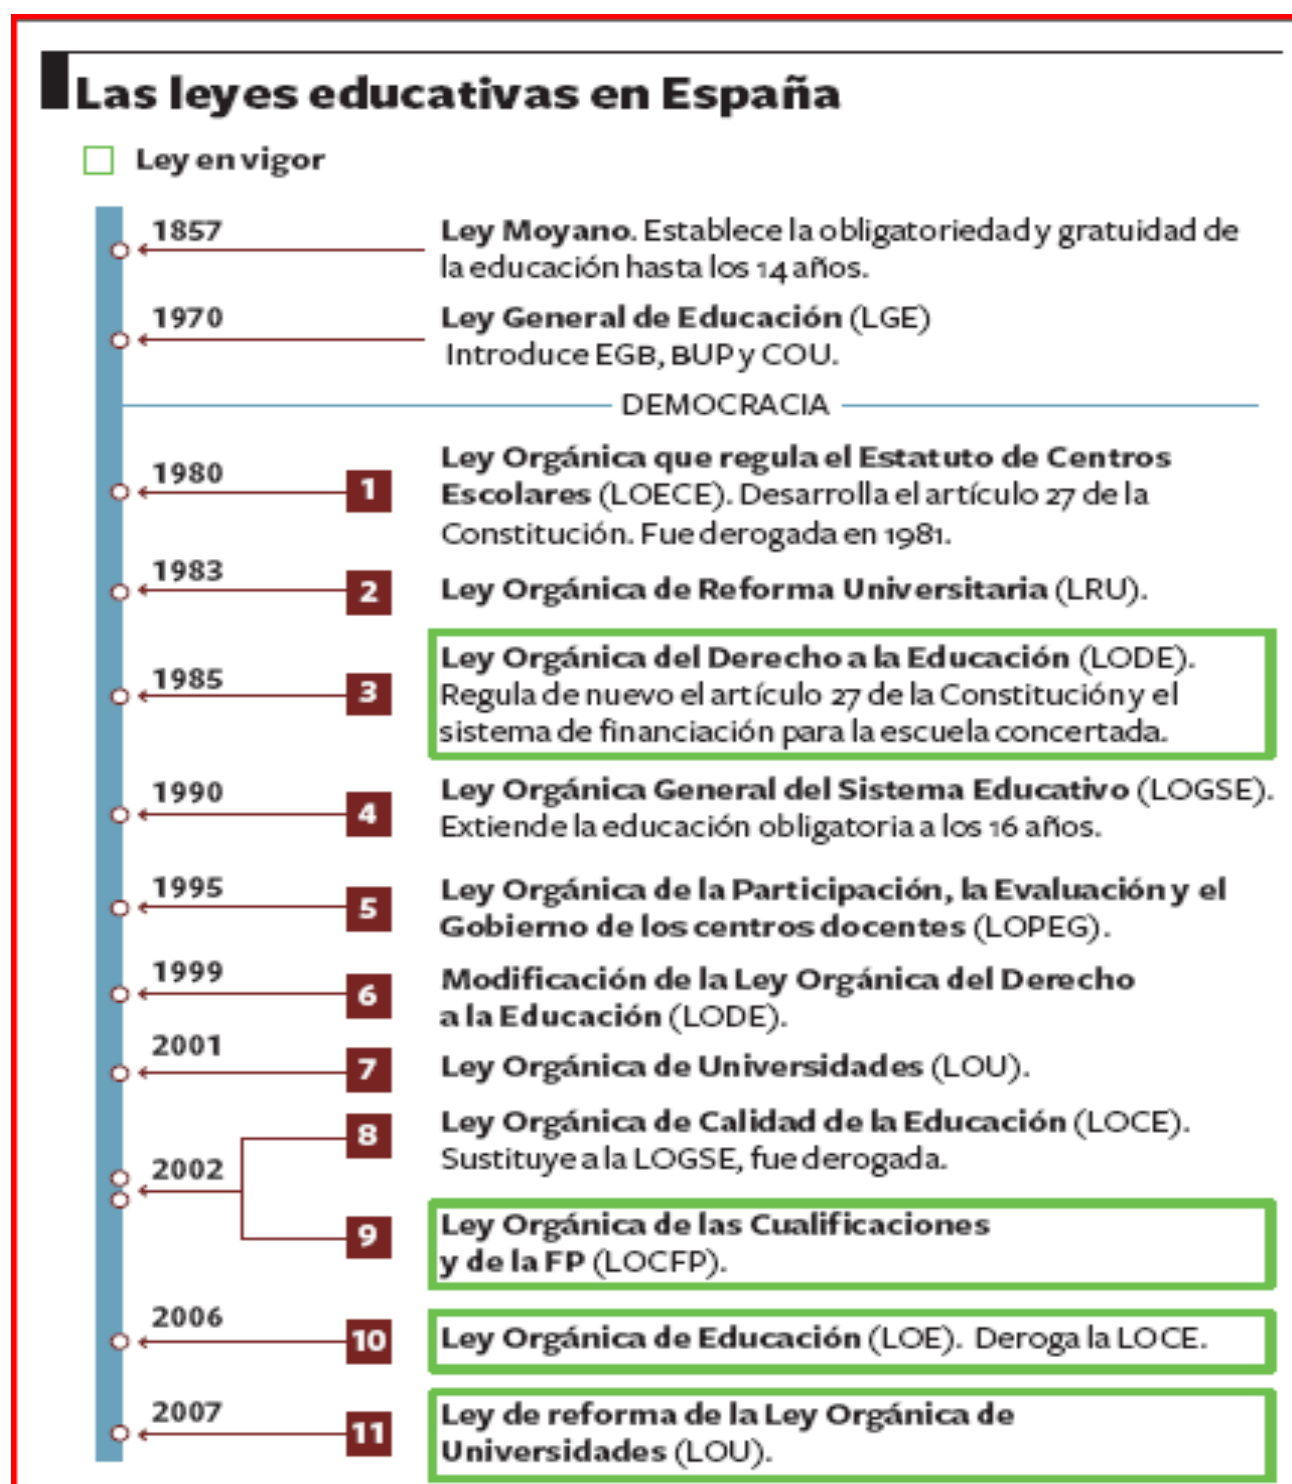 Las leyes educativas en España
Ley en vigor
1857
Ley Moyano. Establece la obligatoriedad y gratuidad de
la educación hasta los 14 años.
1970
Ley General de Educación (LGE)
Introduce EGB, BUP y COU.
DEMOCRACIA
1980
1
Ley Orgánica que regula el Estatuto de Centros
Escolares (LOECE). Desarrolla el artículo 27 de la
Constitución. Fue derogada en 1981.
1983
2
Ley Orgánica de Reforma Universitaria (LRU).
1985
3
Ley Orgánica del Derecho a la Educación (LODE).
Regula de nuevo el artículo 27 de la Constitución y el
sistema de financiación para la escuela concertada.
1990
4
Ley Orgánica General del Sistema Educativo (LOGSE).
Extiende la educación obligatoria a los 16 años.
1995
5
Ley Orgánica de la Participación, la Evaluación y el
Gobierno de los centros docentes (LOPEG).
1999
6
Modificación de la Ley Orgánica del Derecho
a la Educación (LODE).
2001
7
Ley Orgánica de Universidades (LOU).
2002
8
Ley Orgánica de Calidad de la Educación (LOCE).
Sustituye a la LOGSE, fue derogada.
9
Ley Orgánica de las Cualificaciones
y de la FP (LOCFP).
2006
10
Ley Orgánica de Educación (LOE). Deroga la LOCE.
2007
11
Ley de reforma de la Ley Orgánica de
Universidades (LOU).